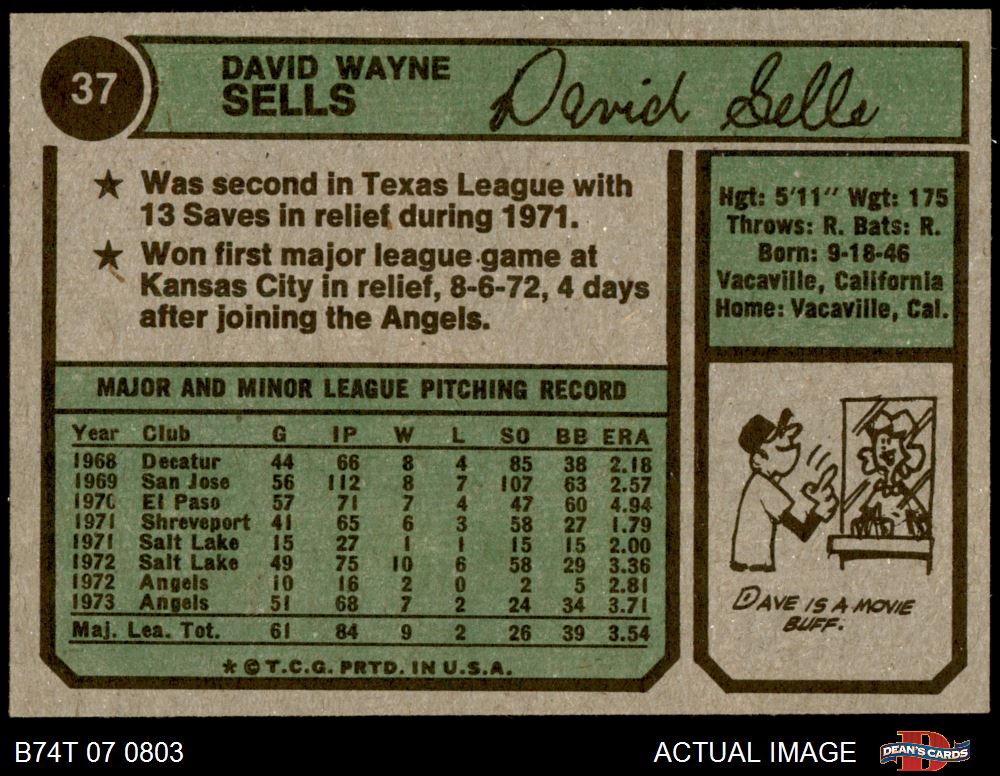 37
DAVID WAYNE
SELLS
David Sells
★ Was second in Texas League with
13 Saves in relief during 1971.
★ Won first major league game at
Kansas City in relief, 8-6-72, 4 days
after joining the Angels.
Hgt: 5'11" Wgt: 175
Throws: R. Bats: R.
Born: 9-18-46
Vacaville, California
Home: Vacaville, Cal.
MAJOR AND MINOR LEAGUE PITCHING RECORD
Year Club G IP W L SO BB ERA
1968 Decatur 44 66 8 4 85 38 2.18
1969 San Jose 56 112 8 7 107 63 2.57
1970 El Paso 57 71 7 4 47 60 4.94
1971 Shreveport 41 65 6 3 58 27 1.79
1971 Salt Lake 15 27 1 1 15 15 2.00
1972 Salt Lake 49 75 10 6 58 29 3.36
1972 Angels 10 16 2 0 2 5 2.81
1973 Angels 51 68 7 2 24 34 3.71
Maj. Lea. Tot. 61 84 9 2 26 39 3.54
★ © T.C.G. PRTD. IN U.S.A.
DAVE IS A MOVIE
BUFF.
B74T 07 0803
ACTUAL IMAGE
DEAN'S CARDS